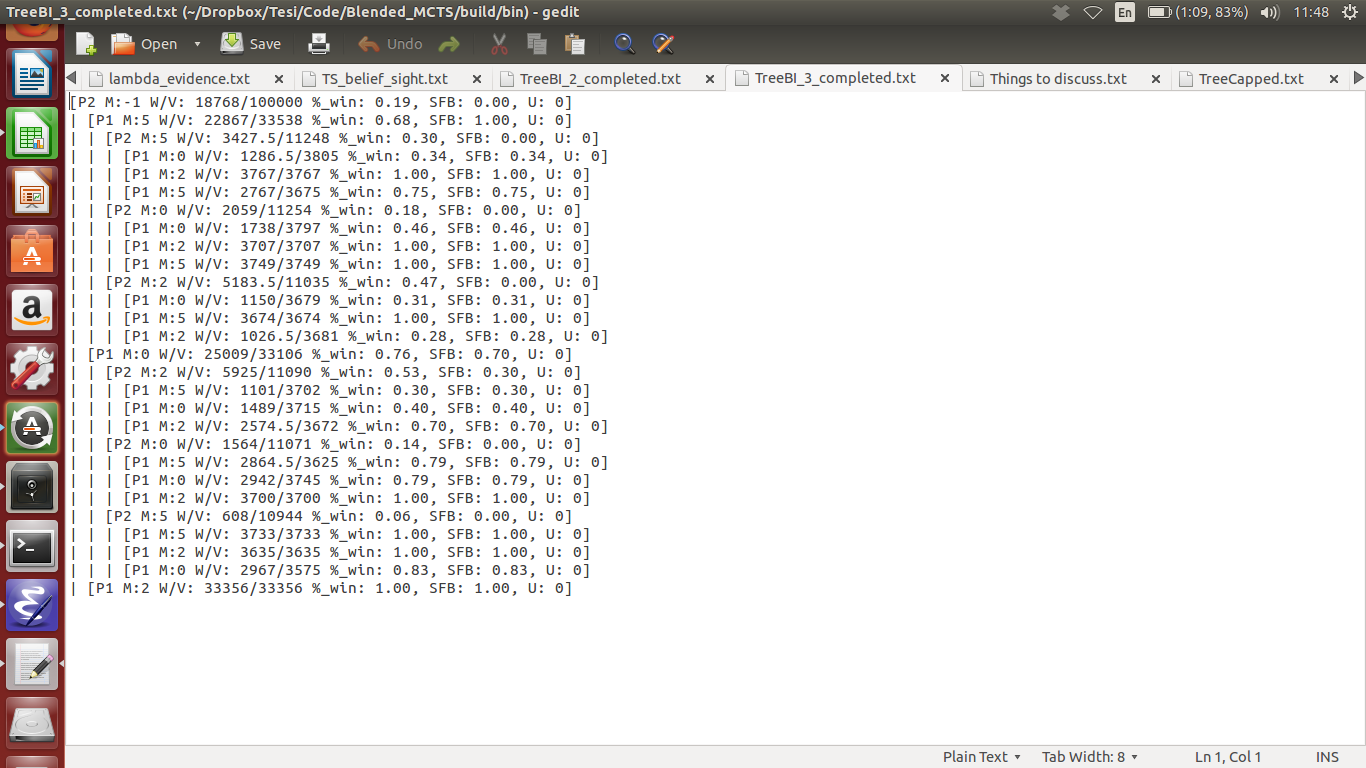 TreeBI_3_completed.txt (~/Dropbox/Tesi/Code/Blended_MCTS/build/bin) - gedit
En (1:09, 83%) 11:48
Open Save Undo
lambda_evidence.txt TS_belief_sight.txt TreeBI_2_completed.txt TreeBI_3_completed.txt Things to discuss.txt TreeCapped.txt
[P2 M:-1 W/V: 18768/100000 %_win: 0.19, SFB: 0.00, U: 0]
| [P1 M:5 W/V: 22867/33538 %_win: 0.68, SFB: 1.00, U: 0]
| | [P2 M:5 W/V: 3427.5/11248 %_win: 0.30, SFB: 0.00, U: 0]
| | | [P1 M:0 W/V: 1286.5/3805 %_win: 0.34, SFB: 0.34, U: 0]
| | | [P1 M:2 W/V: 3767/3767 %_win: 1.00, SFB: 1.00, U: 0]
| | | [P1 M:5 W/V: 2767/3675 %_win: 0.75, SFB: 0.75, U: 0]
| | [P2 M:0 W/V: 2059/11254 %_win: 0.18, SFB: 0.00, U: 0]
| | | [P1 M:0 W/V: 1738/3797 %_win: 0.46, SFB: 0.46, U: 0]
| | | [P1 M:2 W/V: 3707/3707 %_win: 1.00, SFB: 1.00, U: 0]
| | | [P1 M:5 W/V: 3749/3749 %_win: 1.00, SFB: 1.00, U: 0]
| | [P2 M:2 W/V: 5183.5/11035 %_win: 0.47, SFB: 0.00, U: 0]
| | | [P1 M:0 W/V: 1150/3679 %_win: 0.31, SFB: 0.31, U: 0]
| | | [P1 M:5 W/V: 3674/3674 %_win: 1.00, SFB: 1.00, U: 0]
| | | [P1 M:2 W/V: 1026.5/3681 %_win: 0.28, SFB: 0.28, U: 0]
| [P1 M:0 W/V: 25009/33106 %_win: 0.76, SFB: 0.70, U: 0]
| | [P2 M:2 W/V: 5925/11090 %_win: 0.53, SFB: 0.30, U: 0]
| | | [P1 M:5 W/V: 1101/3702 %_win: 0.30, SFB: 0.30, U: 0]
| | | [P1 M:0 W/V: 1489/3715 %_win: 0.40, SFB: 0.40, U: 0]
| | | [P1 M:2 W/V: 2574.5/3672 %_win: 0.70, SFB: 0.70, U: 0]
| | [P2 M:0 W/V: 1564/11071 %_win: 0.14, SFB: 0.00, U: 0]
| | | [P1 M:5 W/V: 2864.5/3625 %_win: 0.79, SFB: 0.79, U: 0]
| | | [P1 M:0 W/V: 2942/3745 %_win: 0.79, SFB: 0.79, U: 0]
| | | [P1 M:2 W/V: 3700/3700 %_win: 1.00, SFB: 1.00, U: 0]
| | [P2 M:5 W/V: 608/10944 %_win: 0.06, SFB: 0.00, U: 0]
| | | [P1 M:5 W/V: 3733/3733 %_win: 1.00, SFB: 1.00, U: 0]
| | | [P1 M:2 W/V: 3635/3635 %_win: 1.00, SFB: 1.00, U: 0]
| | | [P1 M:0 W/V: 2967/3575 %_win: 0.83, SFB: 0.83, U: 0]
| [P1 M:2 W/V: 33356/33356 %_win: 1.00, SFB: 1.00, U: 0]
Plain Text Tab Width: 8 Ln 1, Col 1 INS